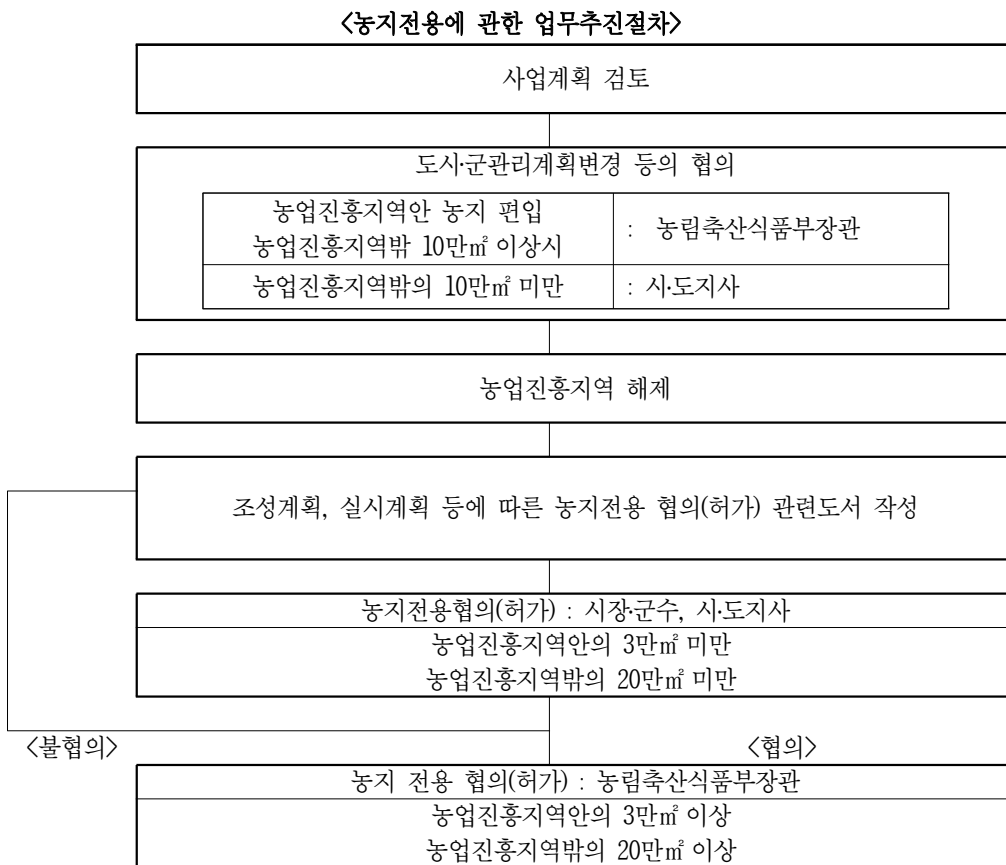 <농지전용에 관한 업무추진절차>
사업계획 검토
도시·군관리계획변경 등의 협의
농업진흥지역안 농지 편입
농업진흥지역밖 10만㎡ 이상시
: 농림축산식품부장관
농업진흥지역밖의 10만㎡ 미만
: 시·도지사
농업진흥지역 해제
조성계획, 실시계획 등에 따른 농지전용 협의(허가) 관련도서 작성
농지전용협의(허가) : 시장·군수, 시·도지사
농업진흥지역안의 3만㎡ 미만
농업진흥지역밖의 20만㎡ 미만
<불협의>
<협의>
농지 전용 협의(허가) : 농림축산식품부장관
농업진흥지역안의 3만㎡ 이상
농업진흥지역밖의 20만㎡ 이상